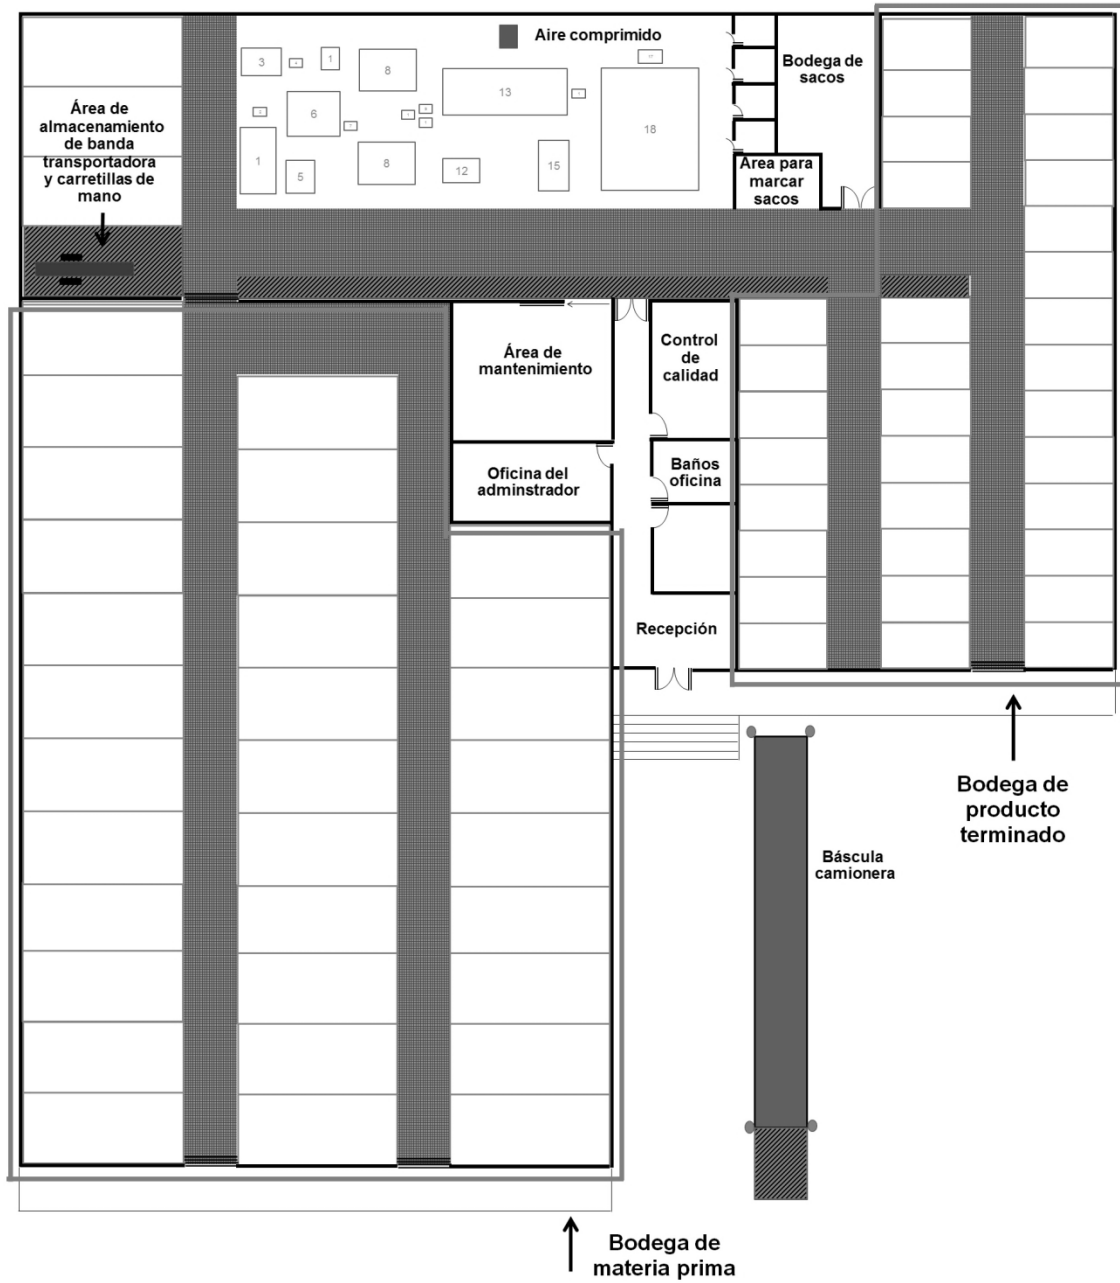 Aire comprimido
Bodega de
sacos
3
1
8
13
6
18
1
5
8
12
15
Área de
almacenamiento
de banda
transportadora
y carretillas de
mano
Area para
marcar
sacos
Área de
mantenimiento
Control
de
calidad
Oficina del
adminstrador
Baños
oficina
Recepción
Bodega de
producto
terminado
Báscula
camionera
Bodega de
materia prima